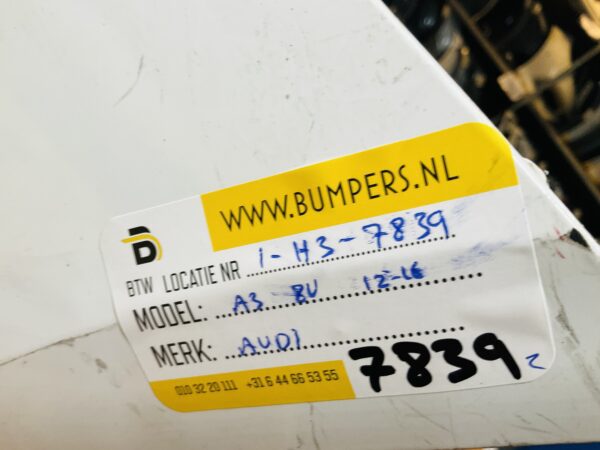 WWW.BUMPERS.NL
B
BTW LOCATIE NR 1-H3-7839
MODEL: A3 8V 12-16
MERK: AUDI
010 32 20 111 +31 6 44 66 53 55
7839 2